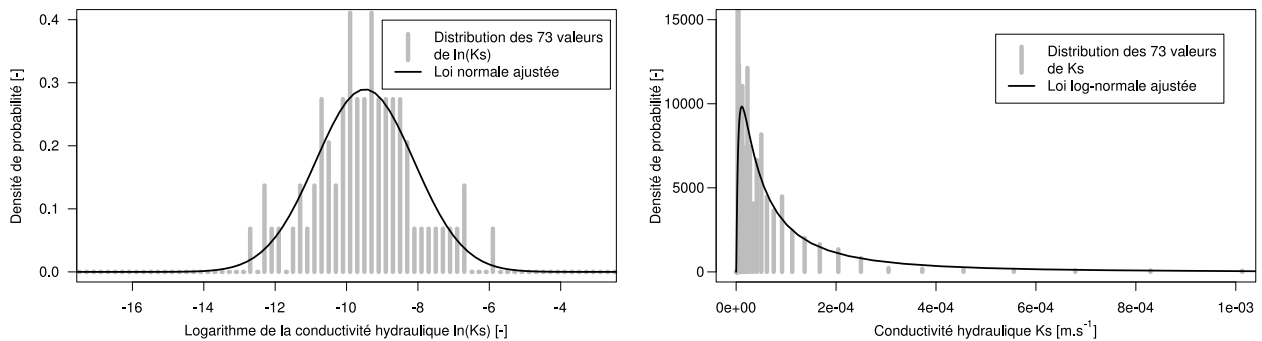 0.4
0.3
0.2
0.1
0.0
Densité de probabilité [-]
Distribution des 73 valeurs
de ln(Ks)
Loi normale ajustée
-16 -14 -12 -10 -8 -6 -4
Logarithme de la conductivité hydraulique ln(Ks) [-]
15000
10000
5000
0
Densité de probabilité [-]
Distribution des 73 valeurs
de Ks
Loi log-normale ajustée
0e+00 2e-04 4e-04 6e-04 8e-04 1e-03
Conductivité hydraulique Ks [m.s⁻¹]